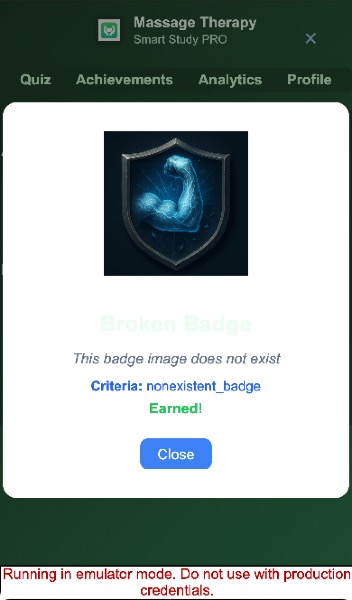 Massage Therapy
Smart Study PRO
×
Quiz Achievements Analytics Profile
Broken Badge
This badge image does not exist
Criteria: nonexistent_badge
Earned!
Close
Running in emulator mode. Do not use with production
credentials.